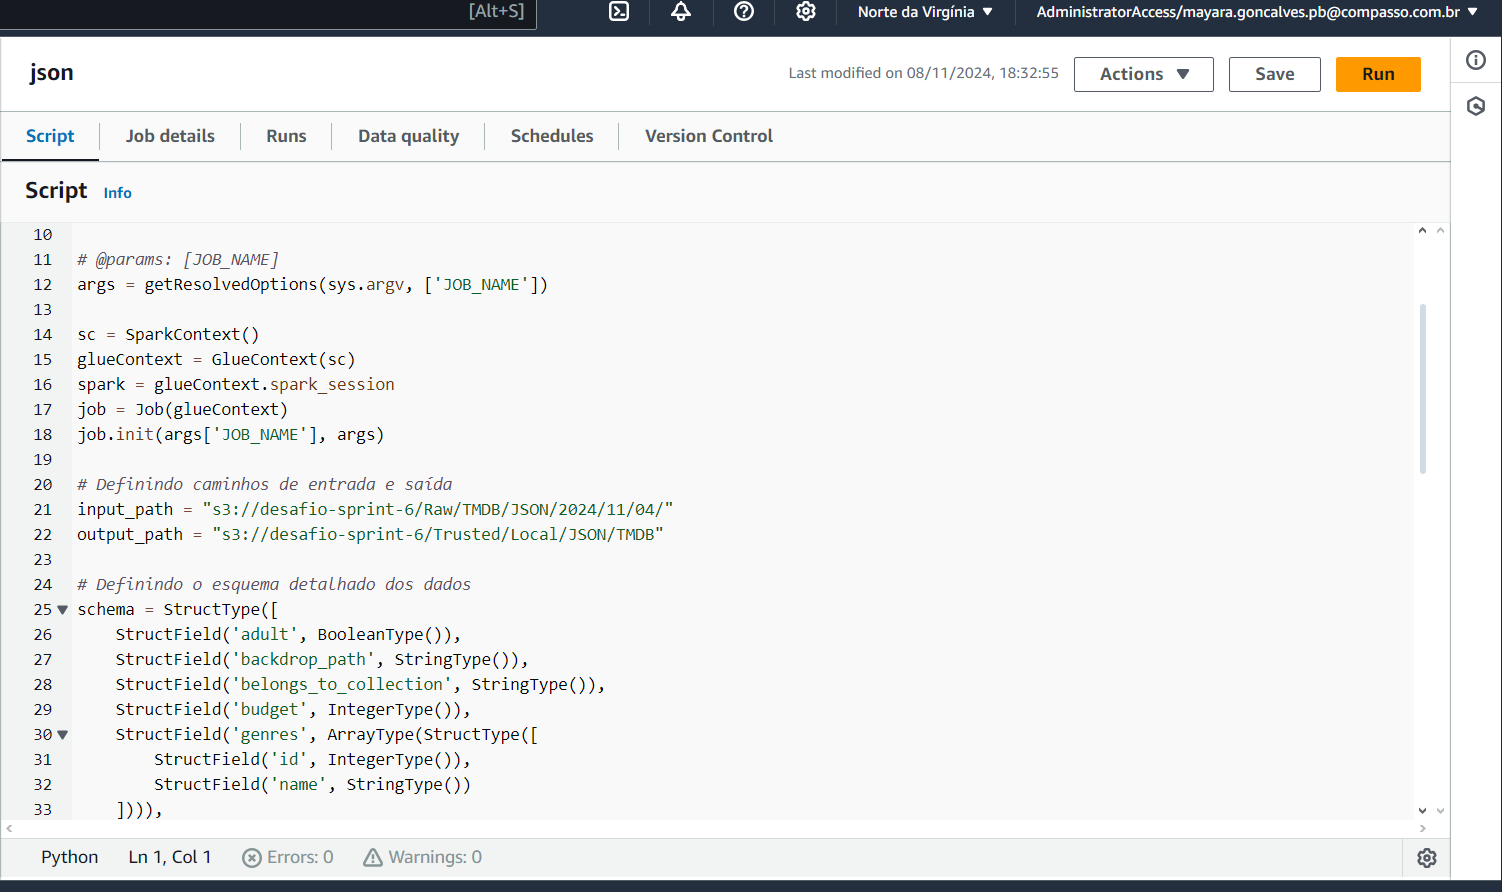 [Alt+S]
Norte da Virgínia ▼
AdministratorAccess/mayara.goncalves.pb@compasso.com.br ▼
json
Last modified on 08/11/2024, 18:32:55
Actions ▼
Save
Run
Script
Job details
Runs
Data quality
Schedules
Version Control
Script Info
10
11 # @params: [JOB_NAME]
12 args = getResolvedOptions(sys.argv, ['JOB_NAME'])
13
14 sc = SparkContext()
15 glueContext = GlueContext(sc)
16 spark = glueContext.spark_session
17 job = Job(glueContext)
18 job.init(args['JOB_NAME'], args)
19
20 # Definindo caminhos de entrada e saída
21 input_path = "s3://desafio-sprint-6/Raw/TMDB/JSON/2024/11/04/"
22 output_path = "s3://desafio-sprint-6/Trusted/Local/JSON/TMDB"
23
24 # Definindo o esquema detalhado dos dados
25 schema = StructType([
26     StructField('adult', BooleanType()),
27     StructField('backdrop_path', StringType()),
28     StructField('belongs_to_collection', StringType()),
29     StructField('budget', IntegerType()),
30     StructField('genres', ArrayType(StructType([
31         StructField('id', IntegerType()),
32         StructField('name', StringType())
33     ]))),
Python
Ln 1, Col 1
Errors: 0
Warnings: 0